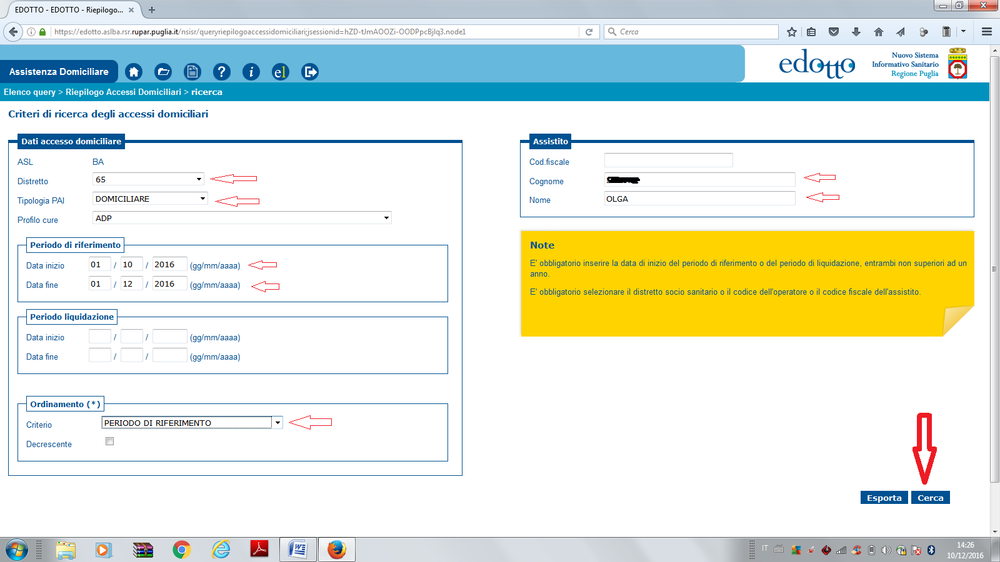 EDOTTO - EDOTTO - Riepilogo...
https://edotto.aslba.rsr.rupar.puglia.it/nsisr/queryriepilogoaccessidomiciliari;jsessionid=hZD-tJmAOOZi-OODPpcBjlq3.node1
Cerca
Assistenza Domiciliare
? i el
edotto
Nuovo Sistema
Informativo Sanitario
Regione Puglia
Elenco query > Riepilogo Accessi Domiciliari > ricerca
Criteri di ricerca degli accessi domiciliari
Dati accesso domiciliare
ASL BA
Distretto 65
Tipologia PAI DOMICILIARE
Profilo cure ADP
Periodo di riferimento
Data inizio 01 / 10 / 2016 (gg/mm/aaaa)
Data fine 01 / 12 / 2016 (gg/mm/aaaa)
Periodo liquidazione
Data inizio / / (gg/mm/aaaa)
Data fine / / (gg/mm/aaaa)
Ordinamento (*)
Criterio PERIODO DI RIFERIMENTO
Decrescente
Assistito
Cod.fiscale
Cognome
Nome OLGA
Note
E' obbligatorio inserire la data di inizio del periodo di riferimento o del periodo di liquidazione, entrambi non superiori ad un
anno.
E' obbligatorio selezionare il distretto socio sanitario o il codice dell'operatore o il codice fiscale dell'assistito.
Esporta Cerca
IT
14:26
10/12/2016